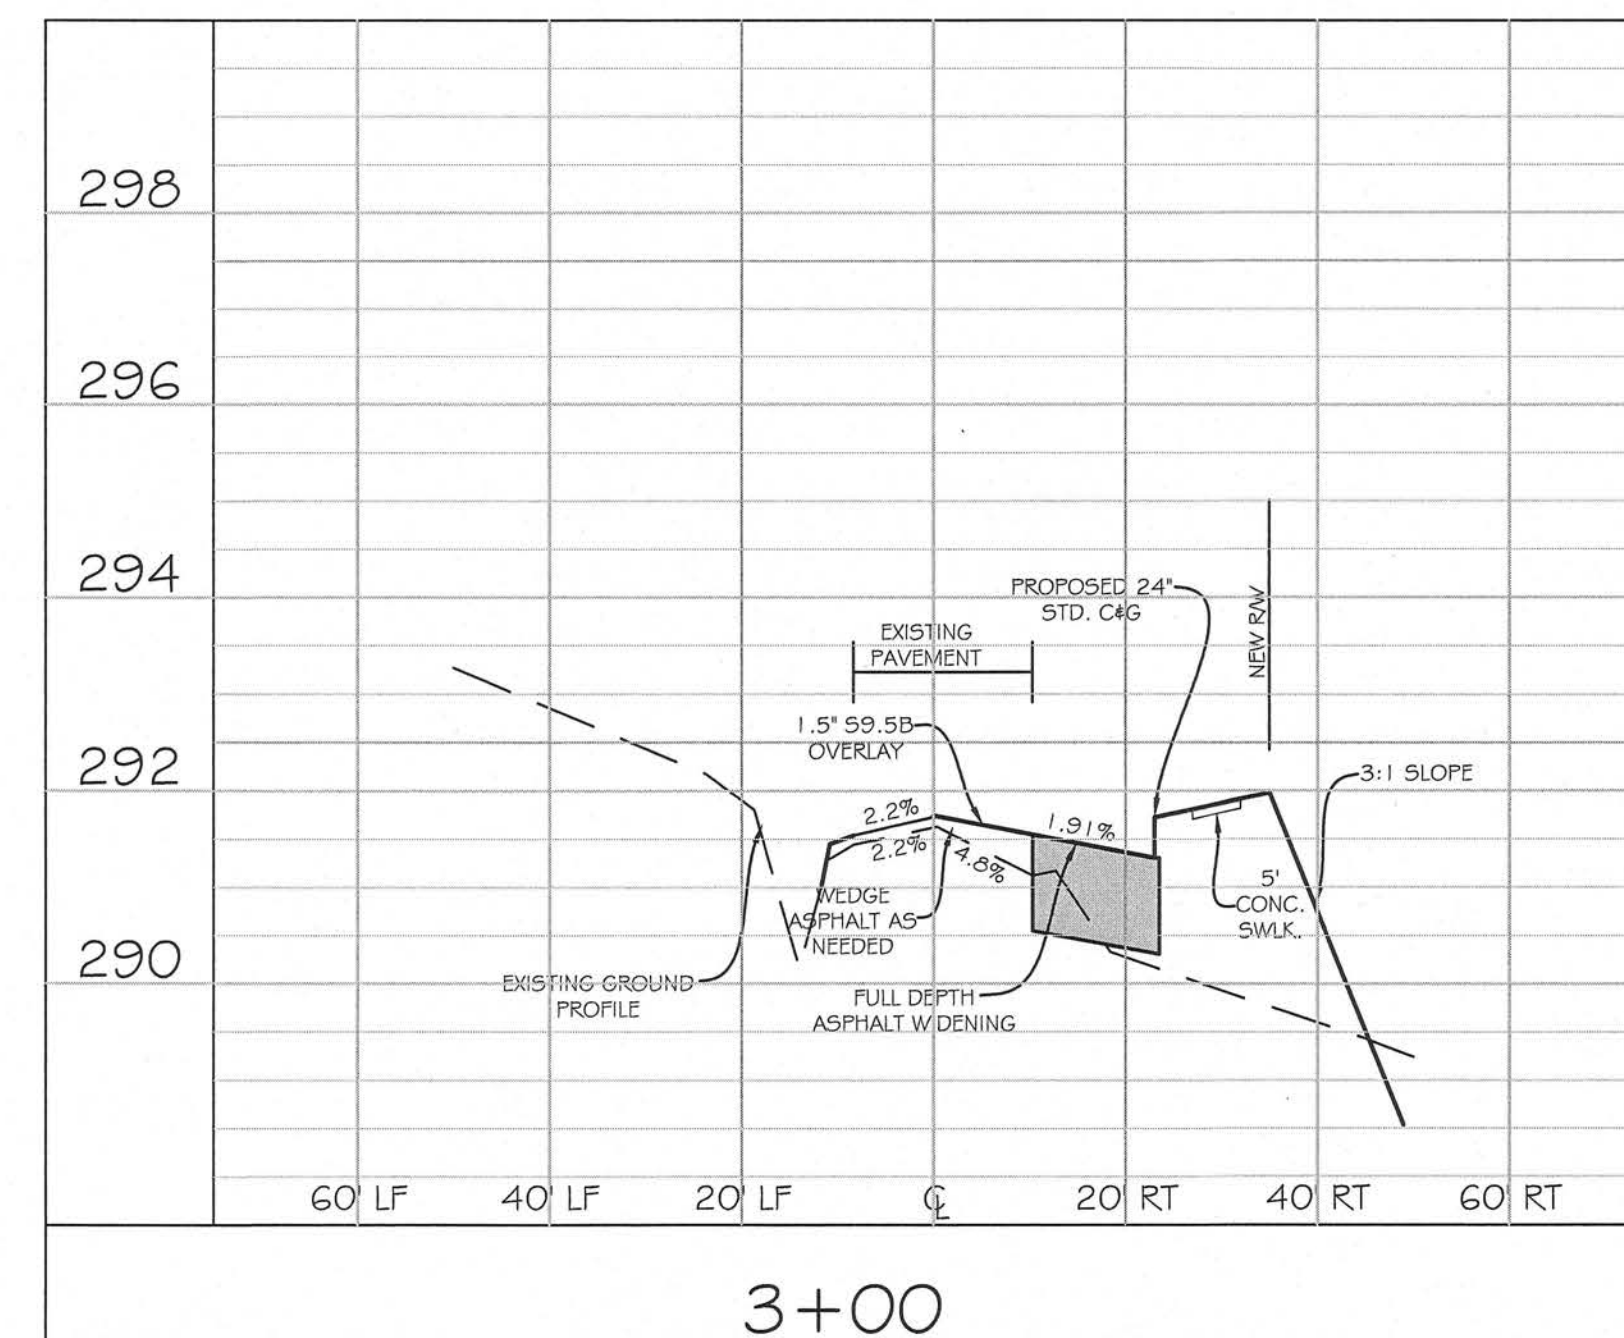 298
296
294
292
290
PROPOSED 24"
STD. C&G
NEW R/W
EXISTING
PAVEMENT
1.5" S9.5B
OVERLAY
3:1 SLOPE
2.2%
1.91%
2.2%
4.8%
WEDGE
ASPHALT AS
NEEDED
5'
CONC.
SWLK.
EXISTING GROUND
PROFILE
FULL DEPTH
ASPHALT WIDENING
60' LF 40' LF 20' LF ℄ 20' RT 40' RT 60' RT
3+00